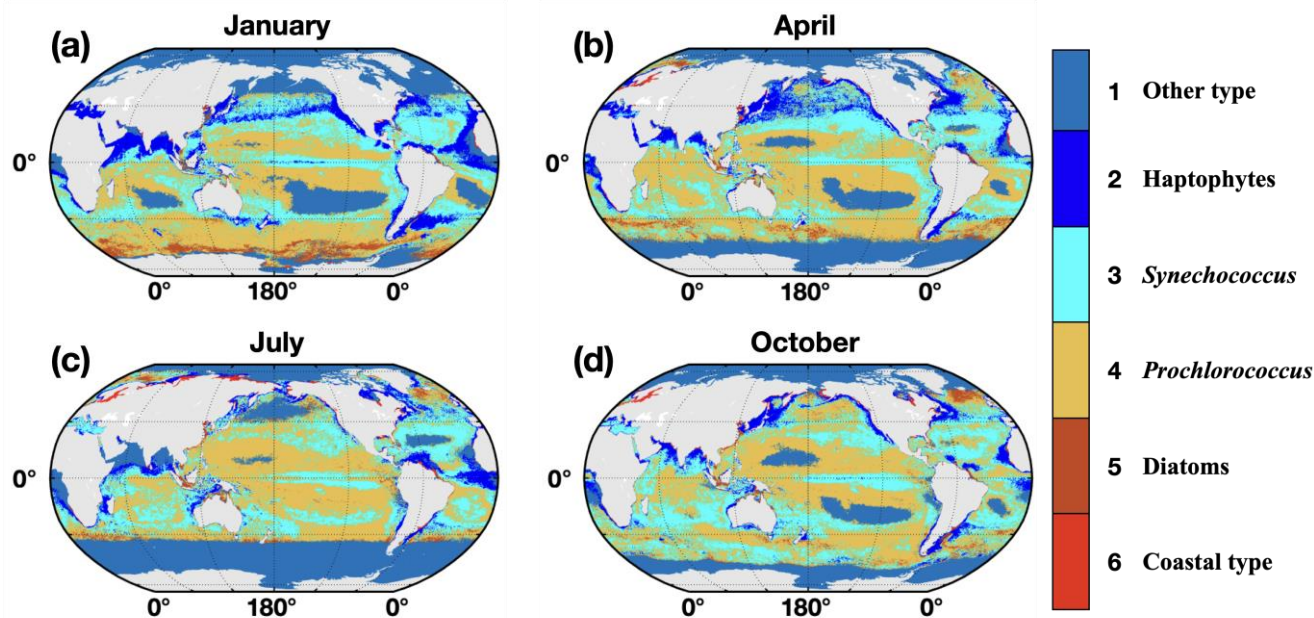 January
April
(a)
(b)
0°
0°
0°
180°
0°
0°
180°
0°
July
October
(c)
(d)
0°
0°
0°
180°
0°
0°
180°
0°
1 Other type
2 Haptophytes
3 Synechococcus
4 Prochlorococcus
5 Diatoms
6 Coastal type